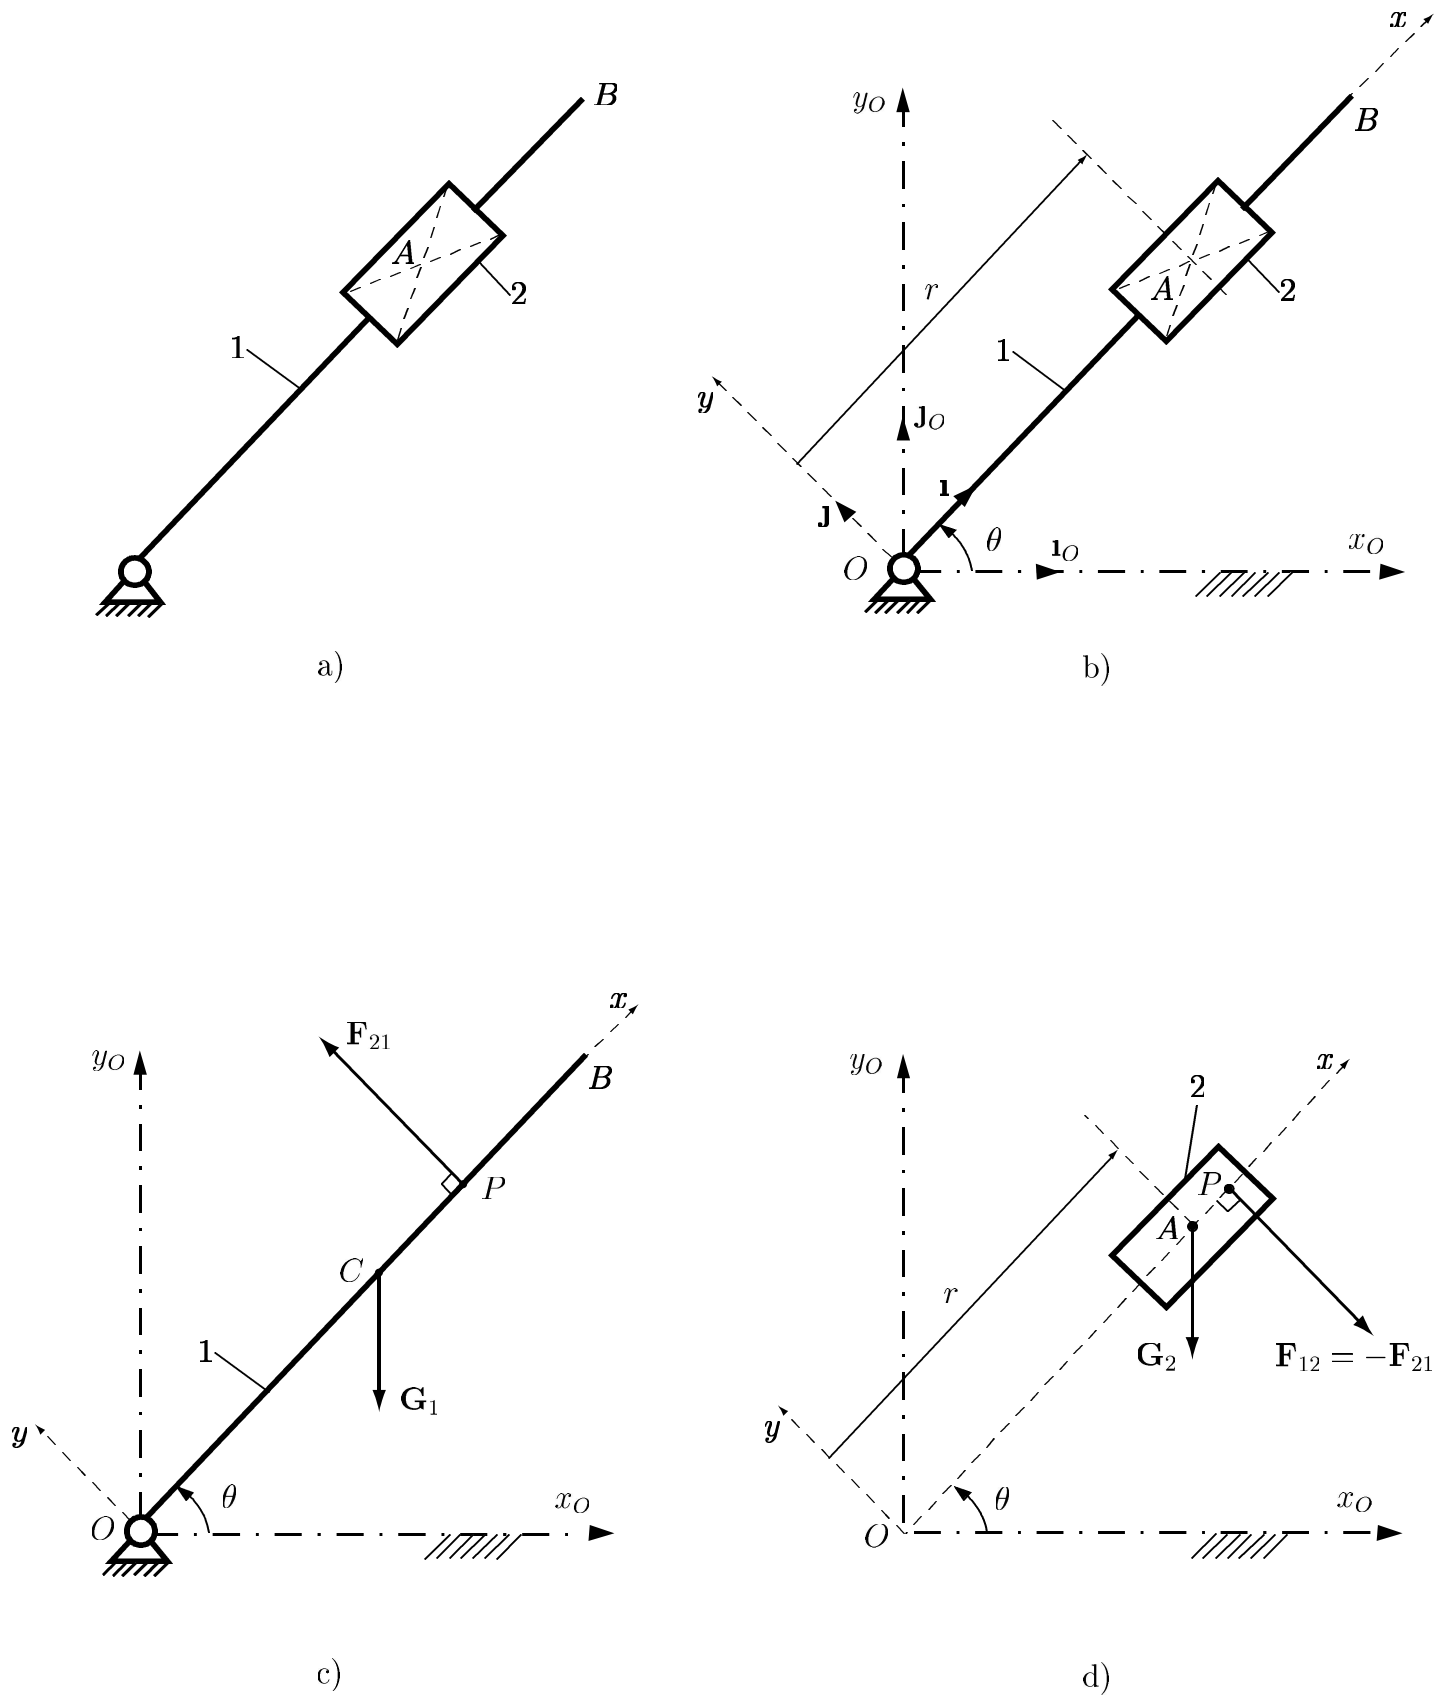 B
A
2
1
a)
x
y_O
B
r
A
2
1
y
J_O
ı
J
θ
ı_O
O
x_O
b)
x
F_21
y_O
B
P
C
1
G_1
y
θ
x_O
O
c)
y_O
x
2
P
A
r
G_2
F_12 = −F_21
y
θ
x_O
O
d)